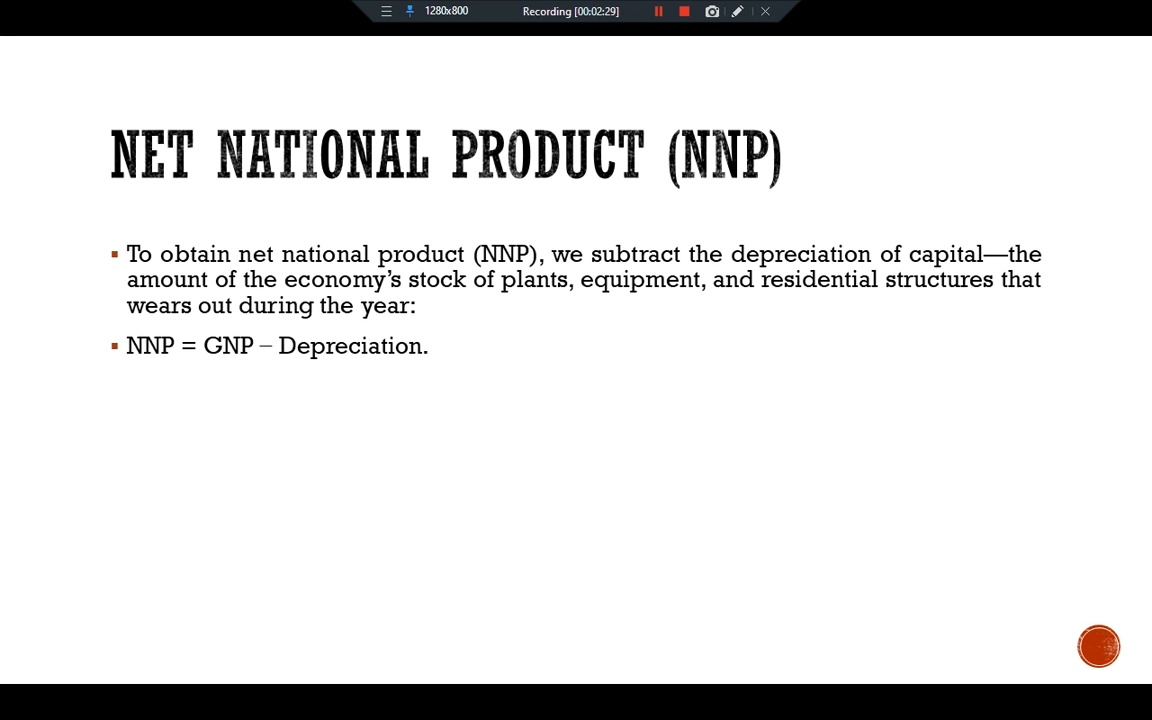 1280x800 Recording [00:02:29]
NET NATIONAL PRODUCT (NNP)
▪ To obtain net national product (NNP), we subtract the depreciation of capital—the
amount of the economy’s stock of plants, equipment, and residential structures that
wears out during the year:
▪ NNP = GNP – Depreciation.